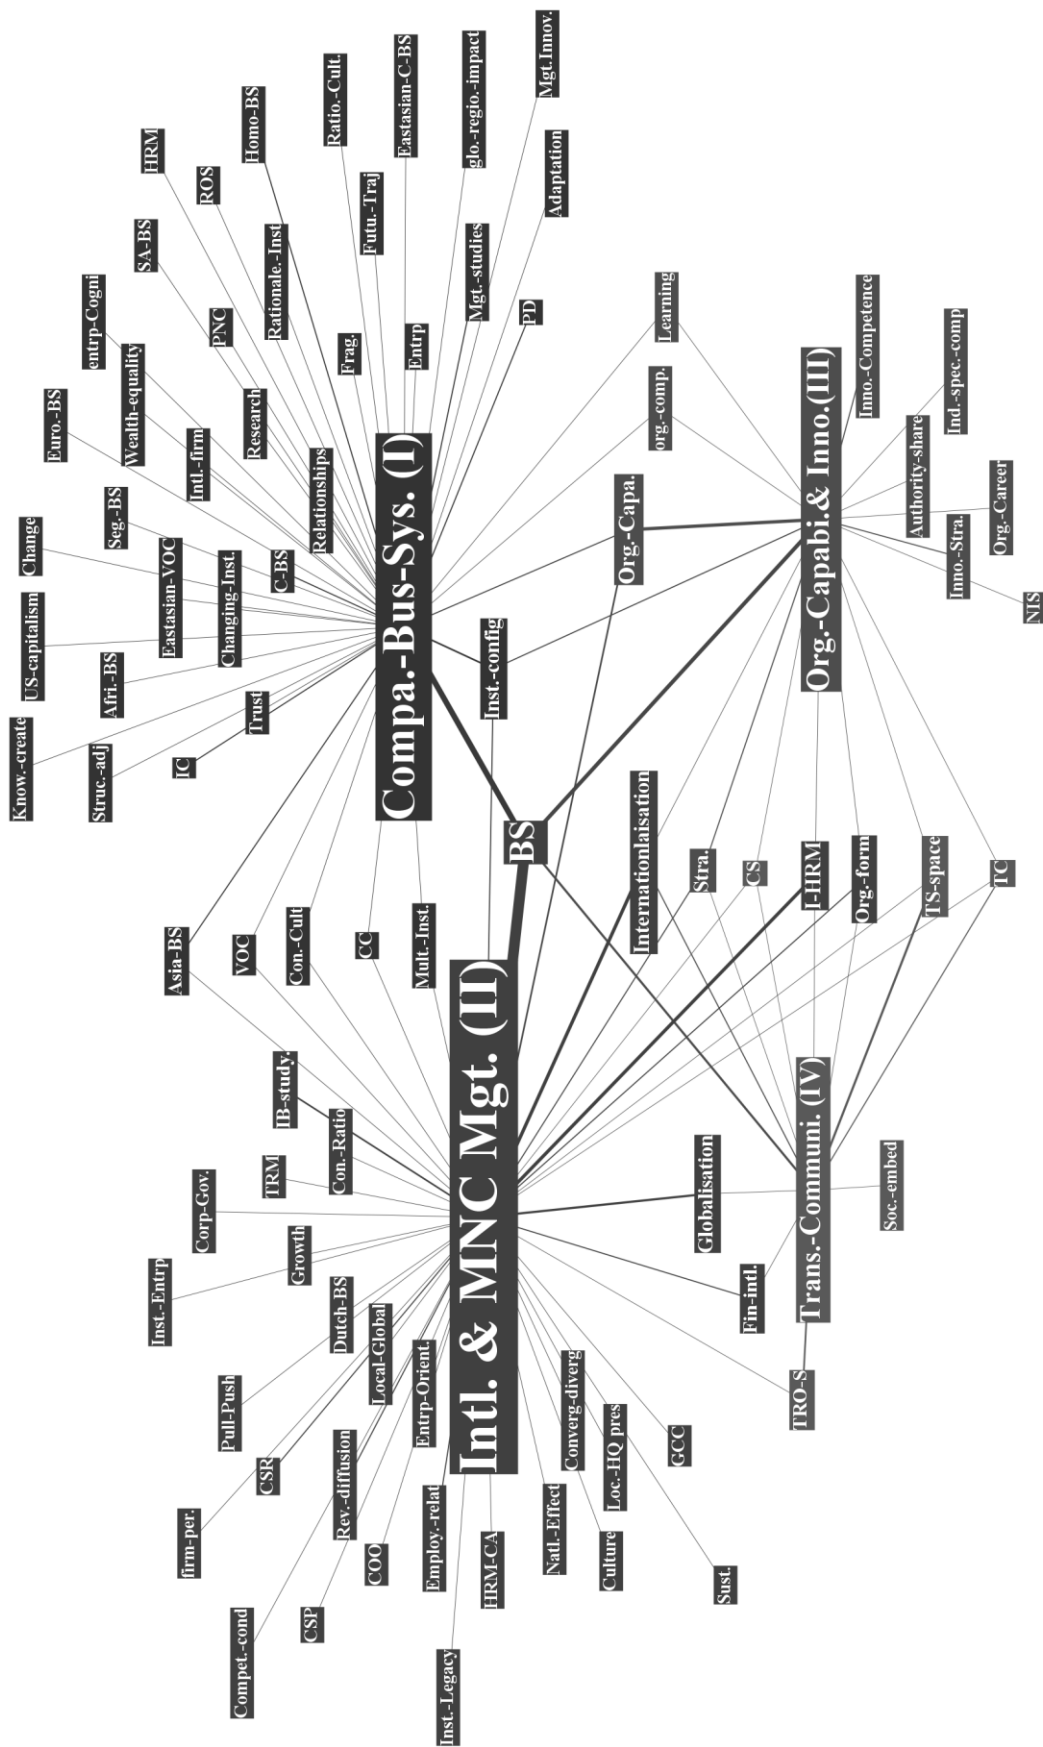 Inst.-Legacy
Compet.-cond
CSP
firm-per.
COO
HRM-CA
Employ.-relat
Rev.-diffusion
CSR
Pull-Push
Inst.-Entrp
Culture
Sust.
Natl.-Effect
Loc.-HQ pres
Converg-diverg
GCC
Entrp-Orient.
Local-Global
Dutch-BS
Growth
Corp-Gov.
TRM
Con.-Ratio
IB-study.
Intl. & MNC Mgt. (II)
TRO-S
Fin-intl.
Globalisation
Trans.-Communi. (IV)
Soc.-embed
Asia-BS
VOC
Con.-Cult
CC
Mult.-Inst.
BS
Internationlaisation
Stra.
CS
I-HRM
Org.-form
TS-space
TC
Know.-create
Struc.-adj
IC
US-capitalism
Afri.-BS
Trust
Change
Eastasian-VOC
Changing-Inst.
Seg.-BS
C-BS
Euro.-BS
Wealth-equality
Intl.-firm
Relationships
Research
entrp-Cogni
PNC
SA-BS
HRM
ROS
Rationale.-Inst
Homo-BS
Frag.
Ratio.-Cult.
Futu.-Traj
Entrp
Eastasian-C-BS
glo.-regio.-impact
Mgt.-studies
Mgt.Innov.
Adaptation
PD
Compa.-Bus-Sys. (I)
Inst.-config
Org.-Capa.
org.-comp.
Learning
Org.-Capabi.& Inno.(III)
Inno.-Competence
Ind.-spec.-comp
Authority-share
Org.-Career
Inno.-Stra.
NIS